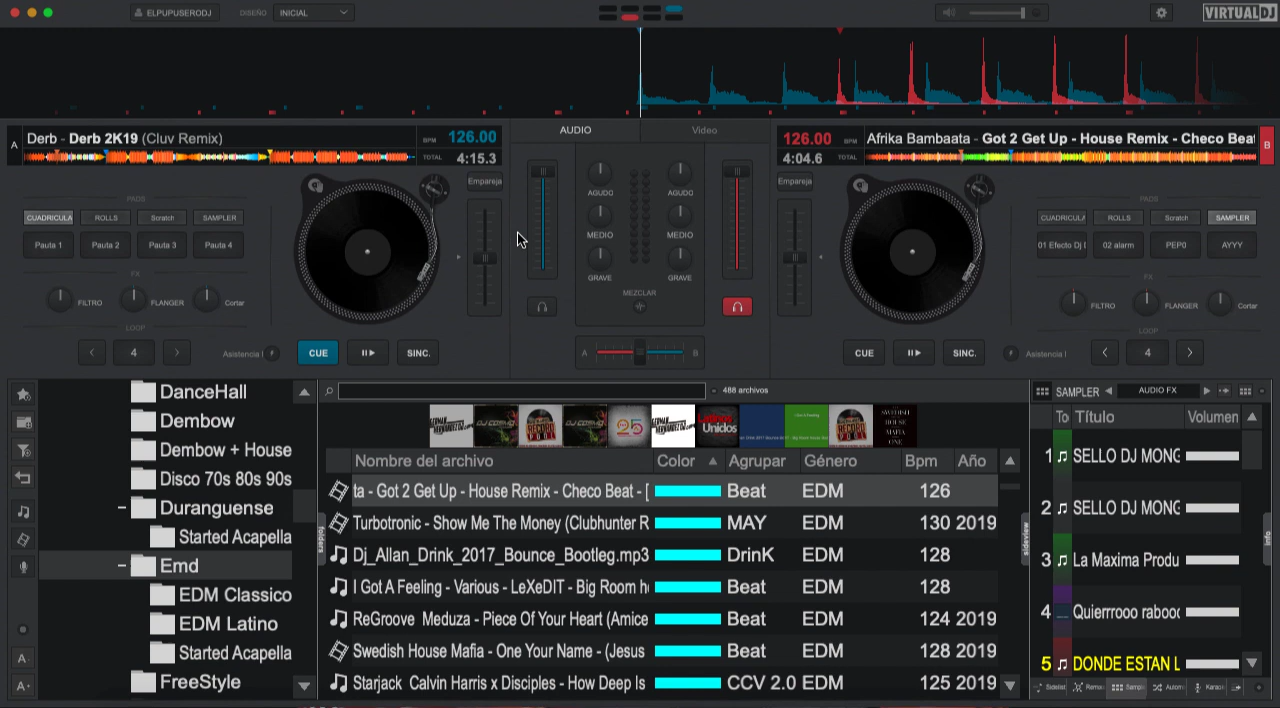 ELPUPUSERODJ DISEÑO INICIAL VIRTUALDJ
A Derb - Derb 2K19 (Cluv Remix) BPM 126.00
TOTAL 4:15.3
AUDIO Video
126.00 BPM Afrika Bambaata - Got 2 Get Up - House Remix - Checo Beat B
4:04.6 TOTAL
Empareja Empareja
PADS
CUADRICULA ROLLS Scratch SAMPLER
Pauta 1 Pauta 2 Pauta 3 Pauta 4
FX
FILTRO FLANGER Cortar
LOOP
4 Asistencia l CUE SINC.
AGUDO AGUDO
MEDIO MEDIO
GRAVE GRAVE
MEZCLAR
A B
PADS
CUADRICULA ROLLS Scratch SAMPLER
01 Efecto Dj 02 alarm PEP0 AYYY
FX
FILTRO FLANGER Cortar
LOOP
CUE SINC. Asistencia l 4
DanceHall
Dembow
Dembow + House
Disco 70s 80s 90s
Duranguense
Started Acapella
Emd
EDM Classico
EDM Latino
Started Acapella
FreeStyle
A
A+
folders
488 archivos
Nombre del archivo Color Agrupar Género Bpm Año
ta - Got 2 Get Up - House Remix - Checo Beat - [ Beat EDM 126
Turbotronic - Show Me The Money (Clubhunter R MAY EDM 130 2019
Dj_Allan_Drink_2017_Bounce_Bootleg.mp3 DrinK EDM 128
I Got A Feeling - Various - LeXeDIT - Big Room h Beat EDM 128
ReGroove Meduza - Piece Of Your Heart (Amice Beat EDM 124 2019
Swedish House Mafia - One Your Name - (Jesus Beat EDM 128 2019
Starjack Calvin Harris x Disciples - How Deep Is CCV 2.0 EDM 125 2019
sideview
SAMPLER AUDIO FX
To Título Volumen
1 SELLO DJ MONG
2 SELLO DJ MONG
3 La Maxima Produ
4 Quierrrooo rabooo
5 DONDE ESTAN L
info
Sidelist Remix Sample Autom Karao